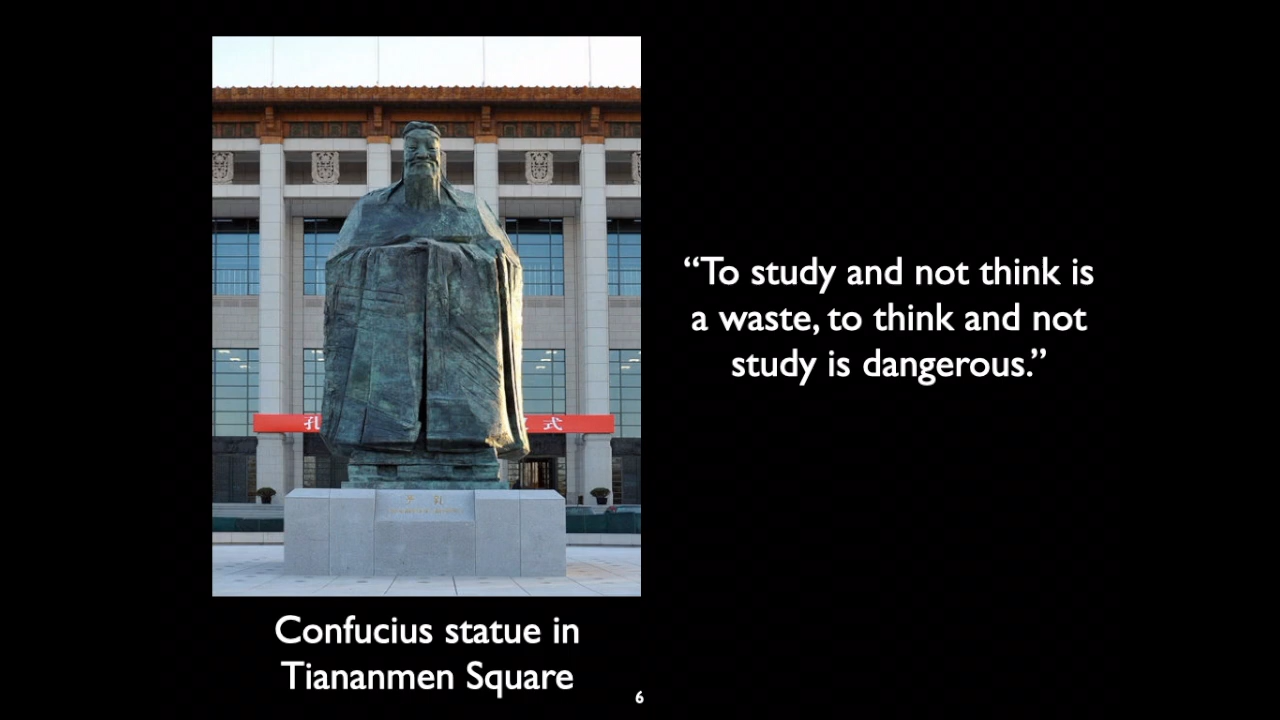 孔
式
“To study and not think is
a waste, to think and not
study is dangerous.”
Confucius statue in
Tiananmen Square
6